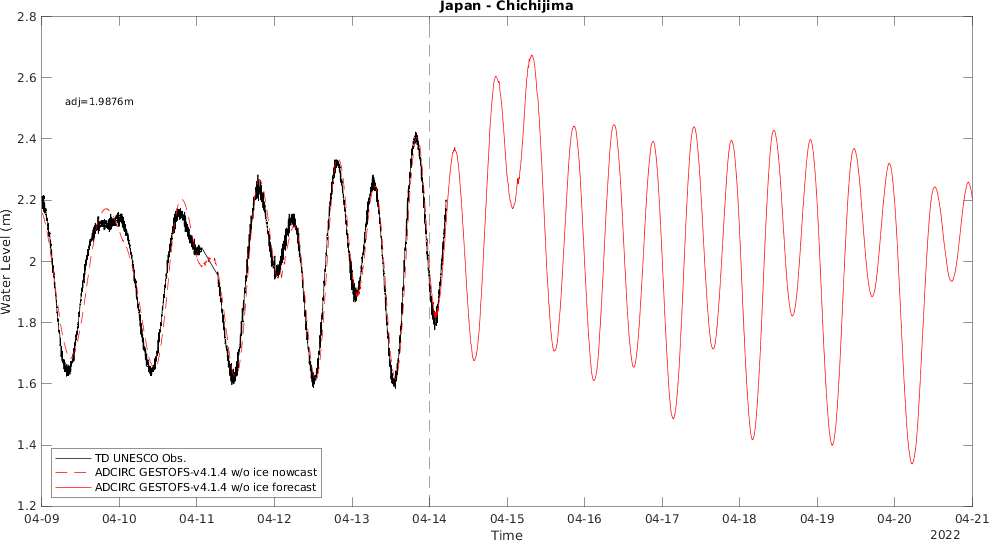 Japan - Chichijima
2.8
2.6
2.4
2.2
2
1.8
1.6
1.4
1.2
Water Level (m)
adj=1.9876m
TD UNESCO Obs.
ADCIRC GESTOFS-v4.1.4 w/o ice nowcast
ADCIRC GESTOFS-v4.1.4 w/o ice forecast
04-09 04-10 04-11 04-12 04-13 04-14 04-15 04-16 04-17 04-18 04-19 04-20 04-21
Time
2022